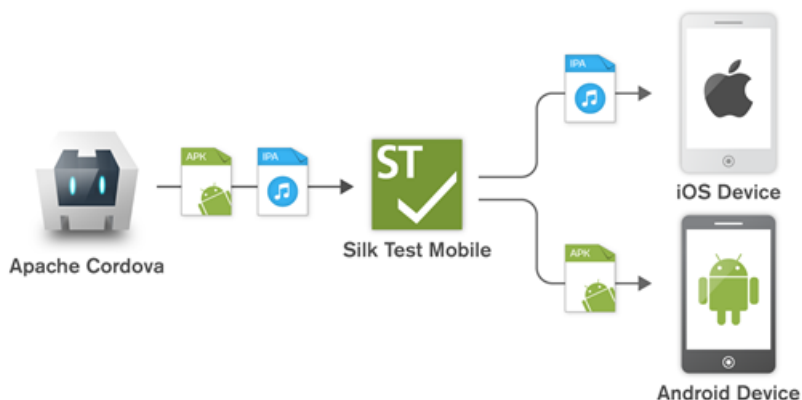 APK
IPA
Apache Cordova
ST
Silk Test Mobile
IPA
iOS Device
APK
Android Device